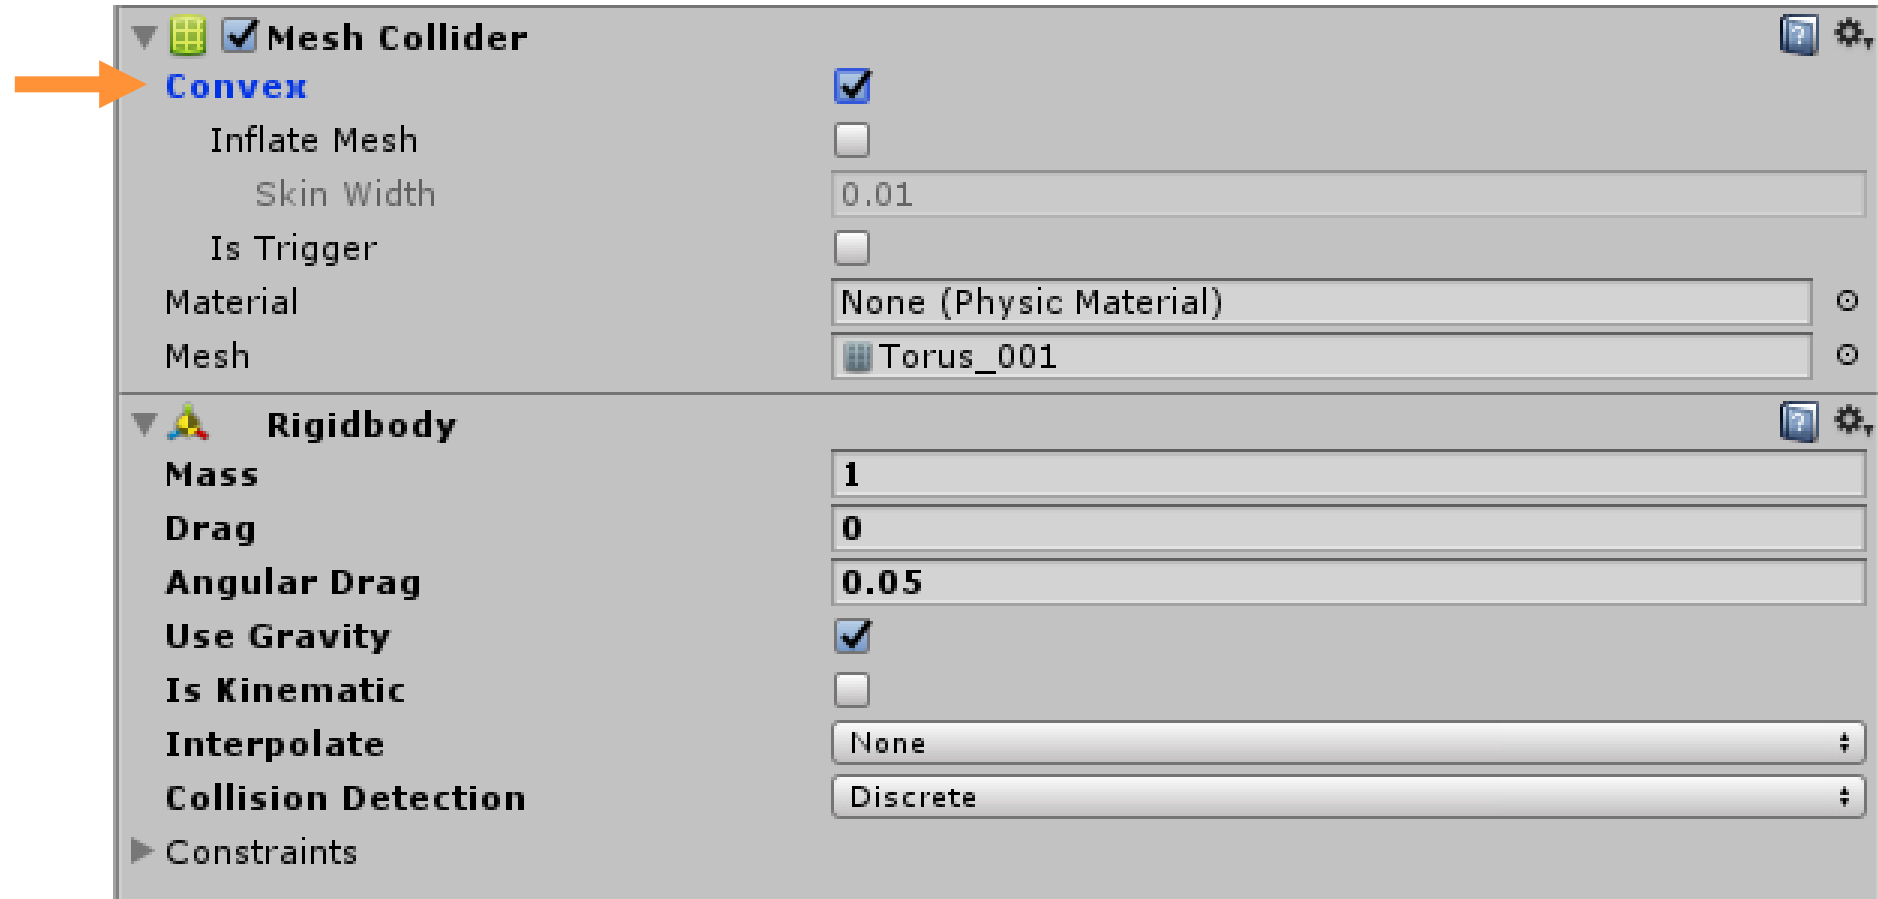 Mesh Collider
Convex
Inflate Mesh
Skin Width 0.01
Is Trigger
Material None (Physic Material)
Mesh Torus_001
Rigidbody
Mass 1
Drag 0
Angular Drag 0.05
Use Gravity
Is Kinematic
Interpolate None
Collision Detection Discrete
Constraints